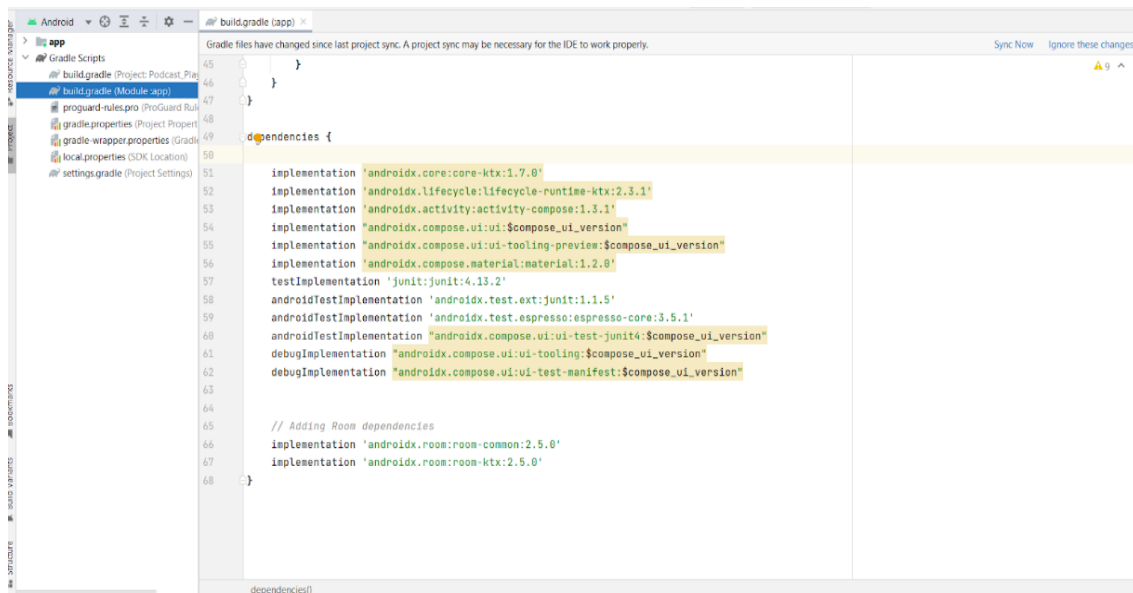 Android
build.gradle (:app)
app
Gradle Scripts
build.gradle (Project: Podcast_Play
build.gradle (Module :app)
proguard-rules.pro (ProGuard Rul
gradle.properties (Project Propert
gradle-wrapper.properties (Gradl
local.properties (SDK Location)
settings.gradle (Project Settings)
Resource Manager
Project
Bookmarks
Build Variants
Structure
Gradle files have changed since last project sync. A project sync may be necessary for the IDE to work properly.
Sync Now Ignore these changes
9
45 }
46 }
47 }
48
49 dependencies {
50
51 implementation 'androidx.core:core-ktx:1.7.0'
52 implementation 'androidx.lifecycle:lifecycle-runtime-ktx:2.3.1'
53 implementation 'androidx.activity:activity-compose:1.3.1'
54 implementation "androidx.compose.ui:ui:$compose_ui_version"
55 implementation "androidx.compose.ui:ui-tooling-preview:$compose_ui_version"
56 implementation 'androidx.compose.material:material:1.2.0'
57 testImplementation 'junit:junit:4.13.2'
58 androidTestImplementation 'androidx.test.ext:junit:1.1.5'
59 androidTestImplementation 'androidx.test.espresso:espresso-core:3.5.1'
60 androidTestImplementation "androidx.compose.ui:ui-test-junit4:$compose_ui_version"
61 debugImplementation "androidx.compose.ui:ui-tooling:$compose_ui_version"
62 debugImplementation "androidx.compose.ui:ui-test-manifest:$compose_ui_version"
63
64
65 // Adding Room dependencies
66 implementation 'androidx.room:room-common:2.5.0'
67 implementation 'androidx.room:room-ktx:2.5.0'
68 }
dependencies{}